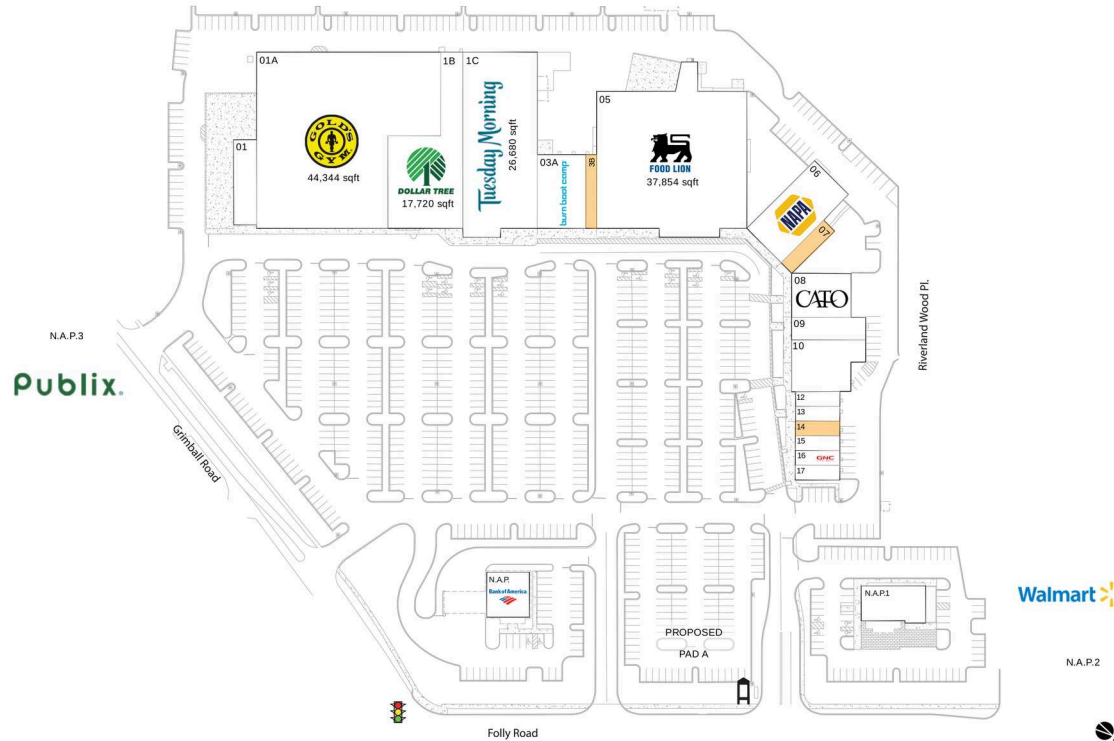 01A
1B
1C
GOLD'S GYM
44,344 sqft
01
DOLLAR TREE
17,720 sqft
Tuesday Morning
26,680 sqft
03A
burn boot camp
3B
05
FOOD LION
37,854 sqft
06
NAPA
07
08
CATO
09
10
12
13
14
15
16
GNC
17
Riverland Wood Pl.
N.A.P.3
Publix.
Grimball Road
N.A.P.
Bank of America
PROPOSED
PAD A
N.A.P.1
Walmart
N.A.P.2
Folly Road